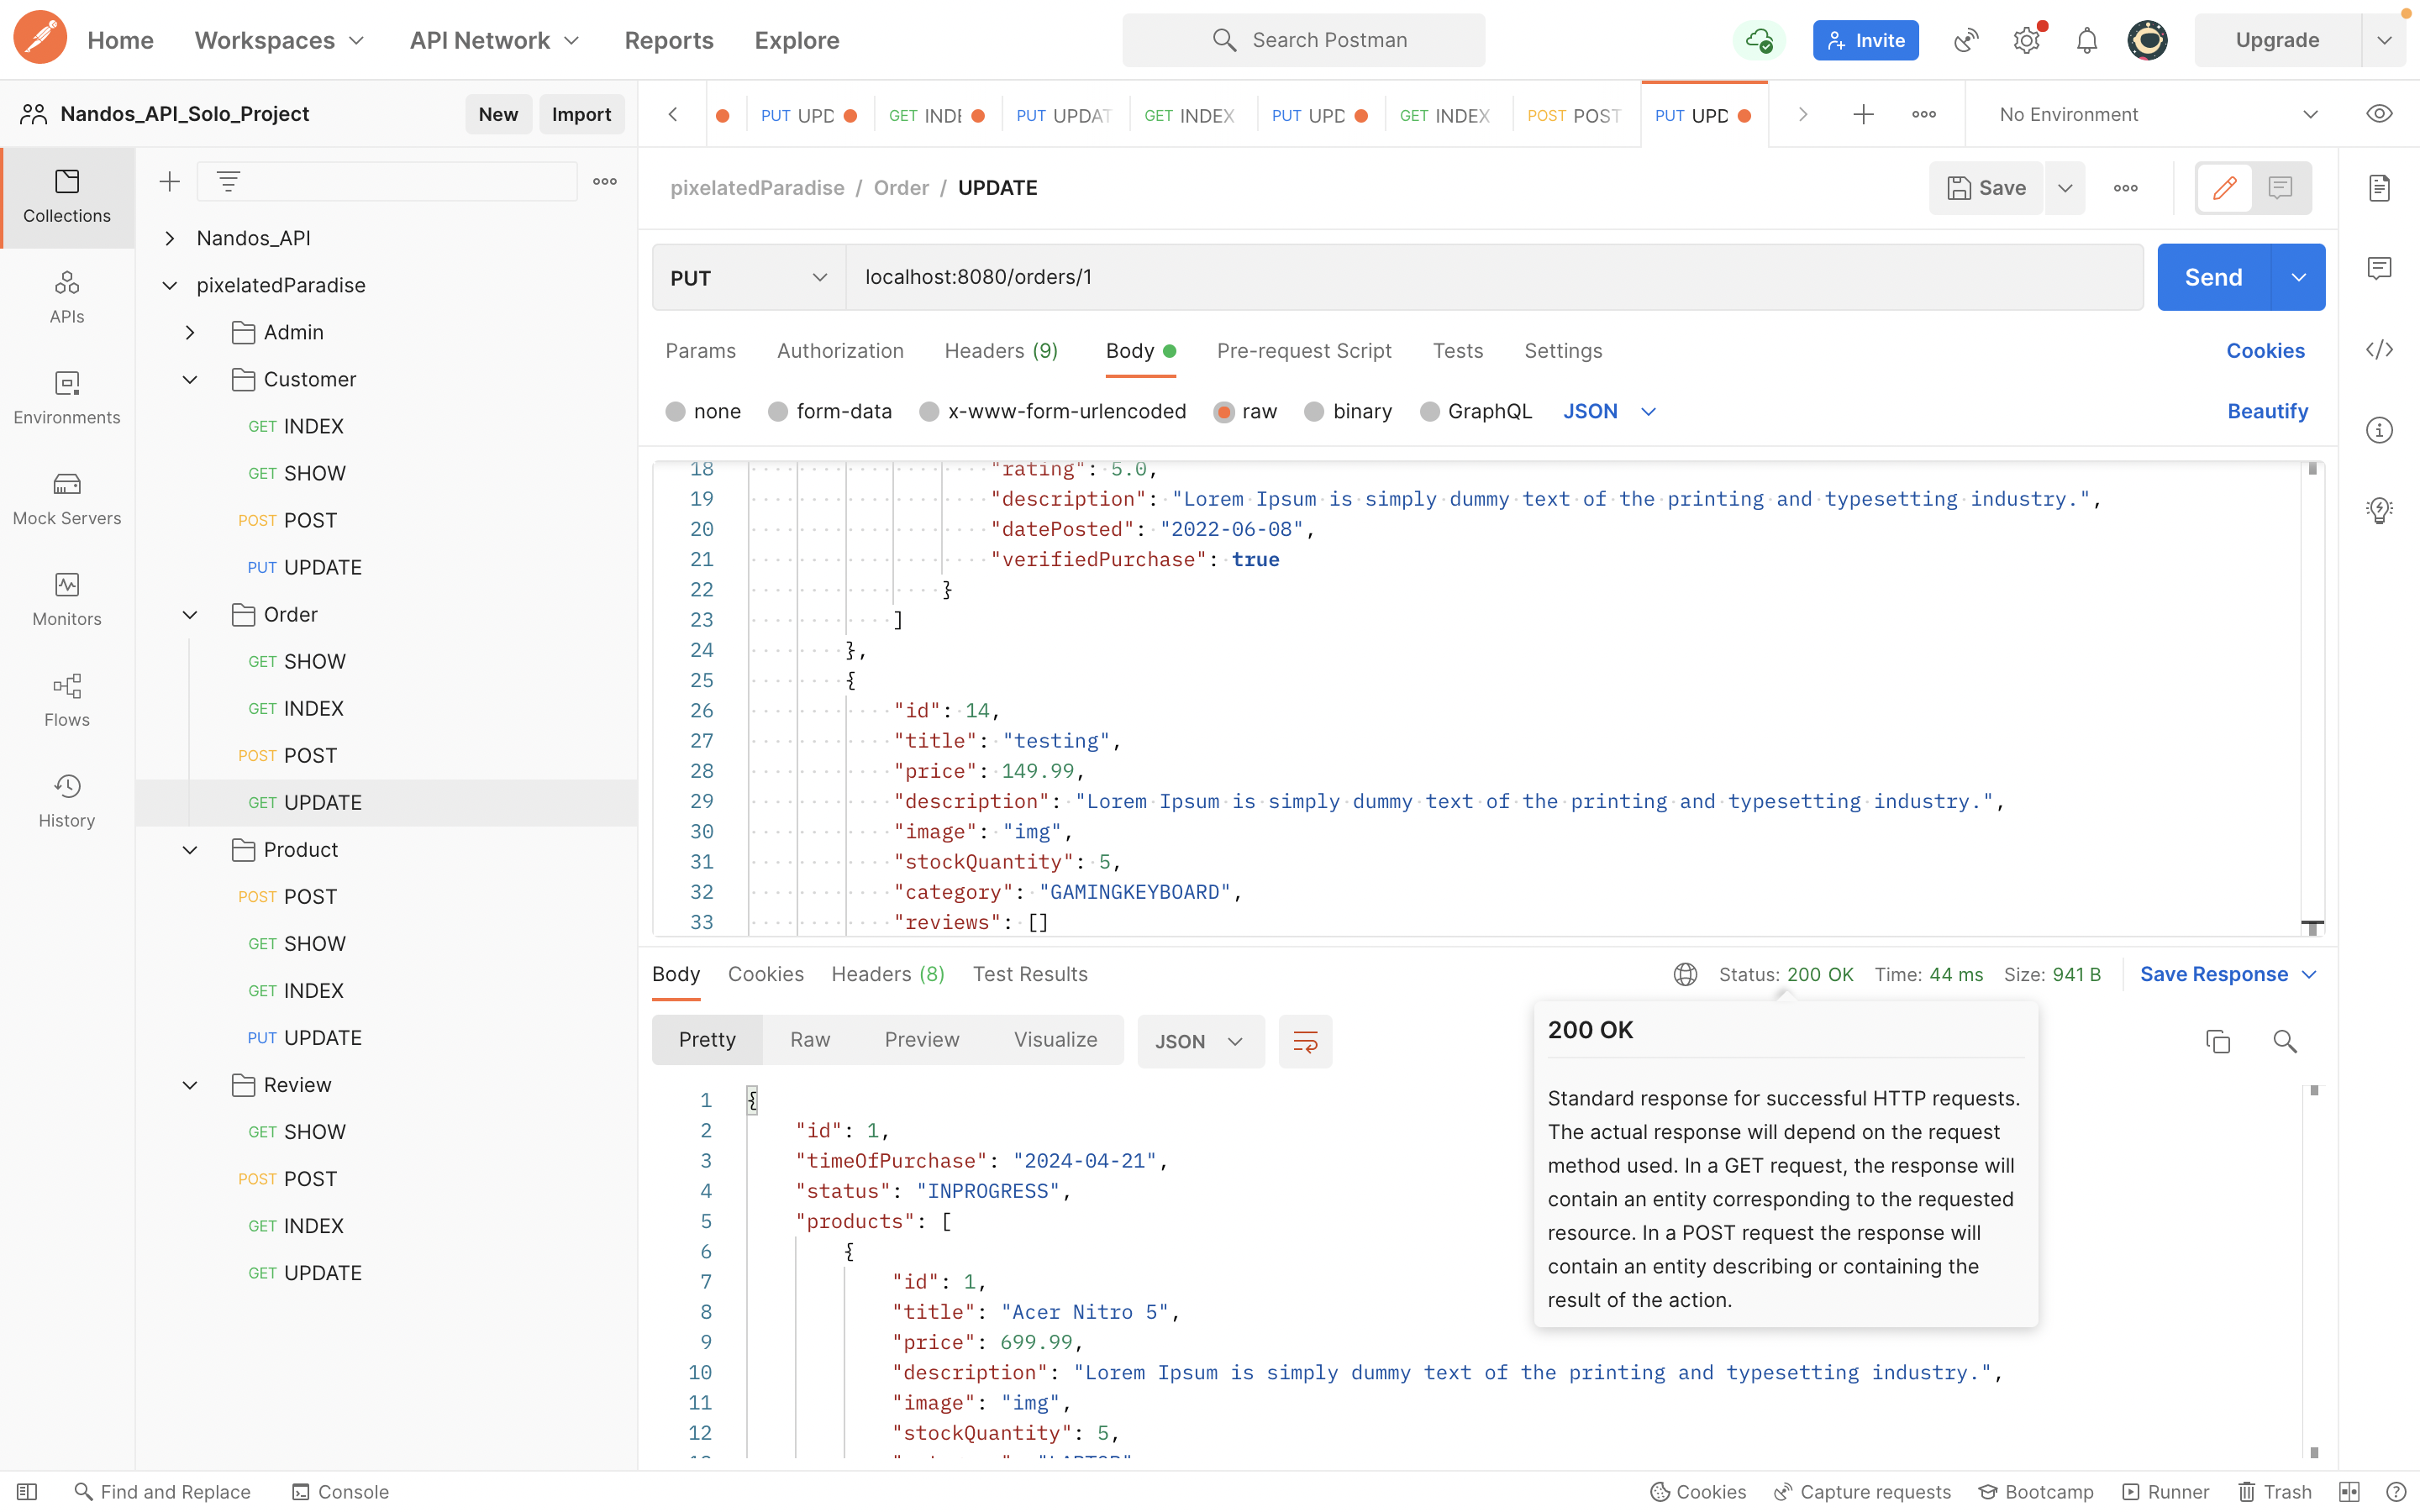 Home Workspaces API Network Reports Explore Search Postman Invite Upgrade
Nandos_API_Solo_Project New Import
PUT UPD GET INDE PUT UPDAT GET INDEX PUT UPD GET INDEX POST POST PUT UPD No Environment
Collections
APIs
Environments
Mock Servers
Monitors
Flows
History
Nandos_API
pixelatedParadise
Admin
Customer
GET INDEX
GET SHOW
POST POST
PUT UPDATE
Order
GET SHOW
GET INDEX
POST POST
GET UPDATE
Product
POST POST
GET SHOW
GET INDEX
PUT UPDATE
Review
GET SHOW
POST POST
GET INDEX
GET UPDATE
pixelatedParadise / Order / UPDATE Save
PUT localhost:8080/orders/1 Send
Params Authorization Headers (9) Body Pre-request Script Tests Settings Cookies
none form-data x-www-form-urlencoded raw binary GraphQL JSON Beautify
18 "rating": 5.0,
19 "description": "Lorem Ipsum is simply dummy text of the printing and typesetting industry.",
20 "datePosted": "2022-06-08",
21 "verifiedPurchase": true
22 }
23 ]
24 },
25 {
26 "id": 14,
27 "title": "testing",
28 "price": 149.99,
29 "description": "Lorem Ipsum is simply dummy text of the printing and typesetting industry.",
30 "image": "img",
31 "stockQuantity": 5,
32 "category": "GAMINGKEYBOARD",
33 "reviews": []
Body Cookies Headers (8) Test Results Status: 200 OK Time: 44 ms Size: 941 B Save Response
Pretty Raw Preview Visualize JSON
200 OK
Standard response for successful HTTP requests.
The actual response will depend on the request
method used. In a GET request, the response will
contain an entity corresponding to the requested
resource. In a POST request the response will
contain an entity describing or containing the
result of the action.
1 {
2 "id": 1,
3 "timeOfPurchase": "2024-04-21",
4 "status": "INPROGRESS",
5 "products": [
6 {
7 "id": 1,
8 "title": "Acer Nitro 5",
9 "price": 699.99,
10 "description": "Lorem Ipsum is simply dummy text of the printing and typesetting industry.",
11 "image": "img",
12 "stockQuantity": 5,
Find and Replace Console Cookies Capture requests Bootcamp Runner Trash